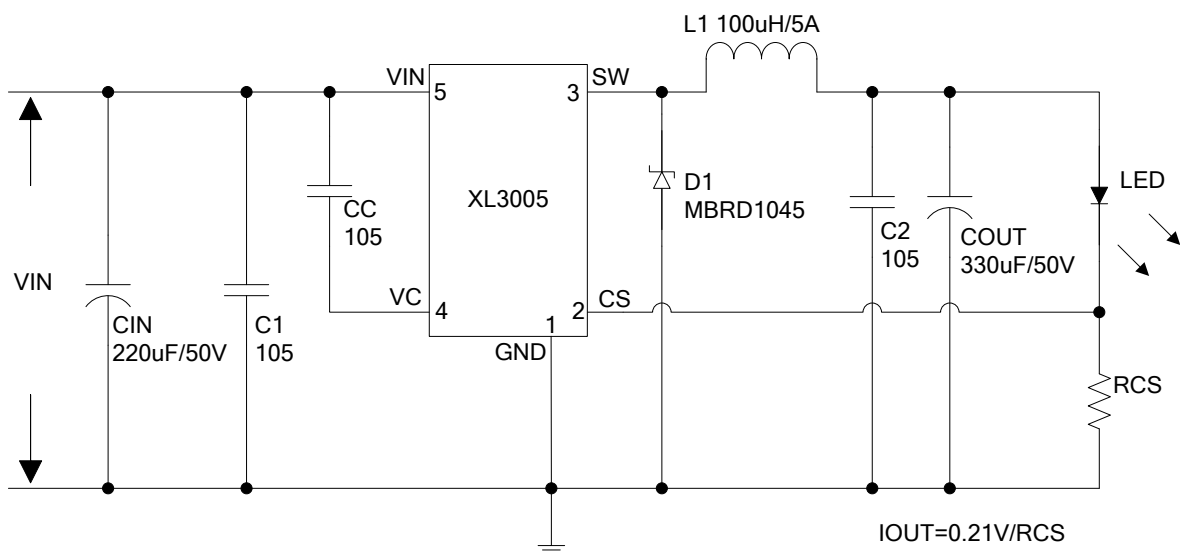 L1 100uH/5A
VIN
5
3
SW
XL3005
CC
105
D1
MBRD1045
LED
C2
105
COUT
330uF/50V
VIN
VC
4
2
CS
1
GND
CIN
220uF/50V
C1
105
RCS
IOUT=0.21V/RCS